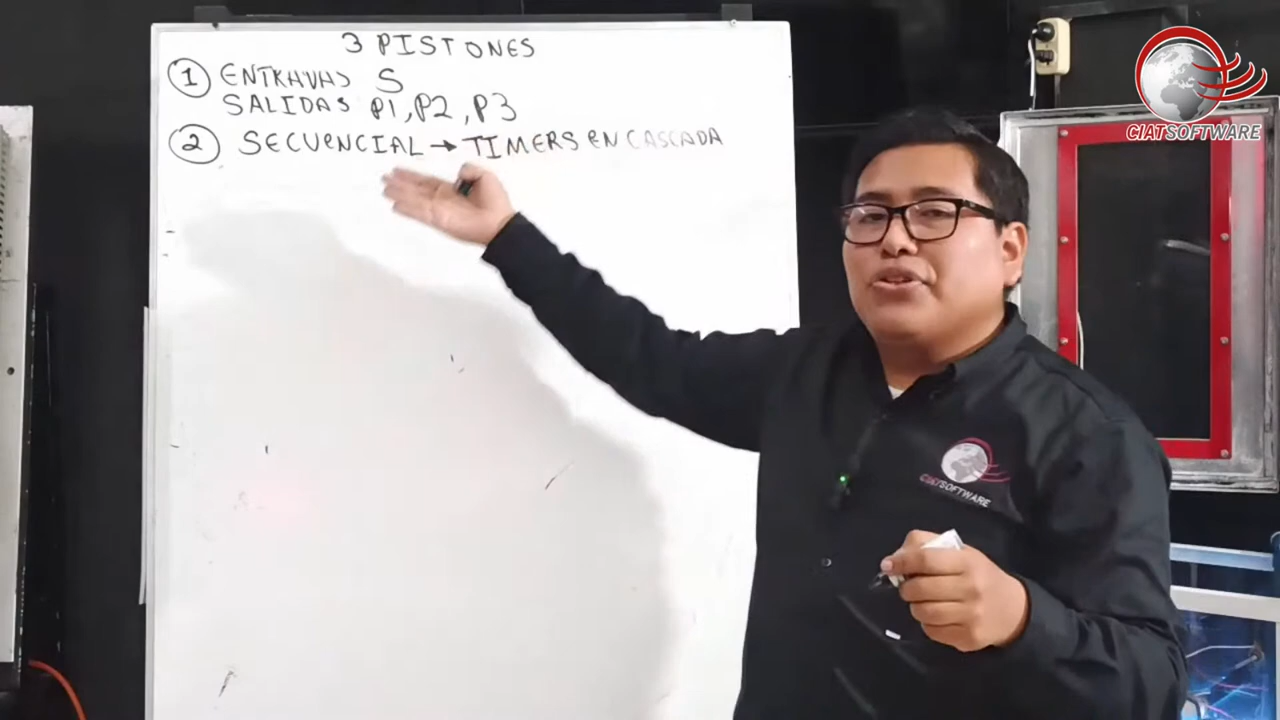 3 PISTONES
1 ENTRADAS S
SALIDAS P1, P2, P3
2 SECUENCIAL → TIMERS EN CASCADA
CIATSOFTWARE
CIATSOFTWARE